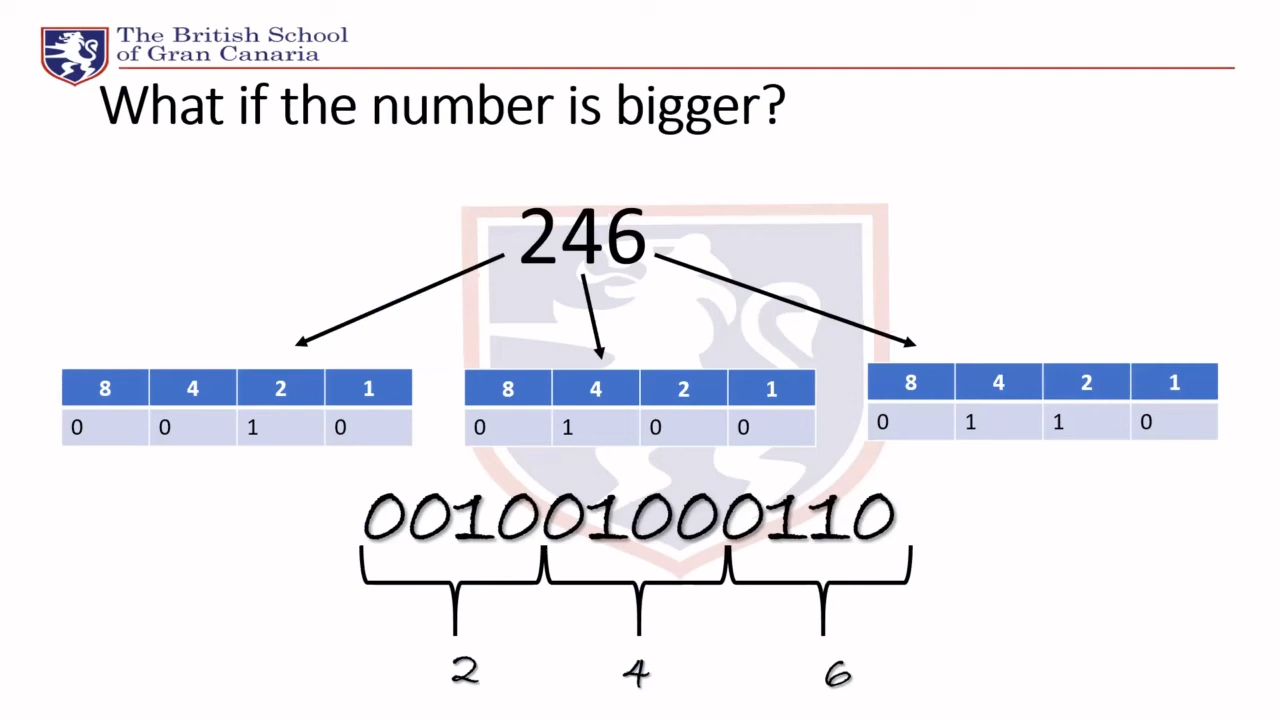 The British School
of Gran Canaria
What if the number is bigger?
246
8 4 2 1
0 0 1 0
8 4 2 1
0 1 0 0
8 4 2 1
0 1 1 0
001001000110
2 4 6